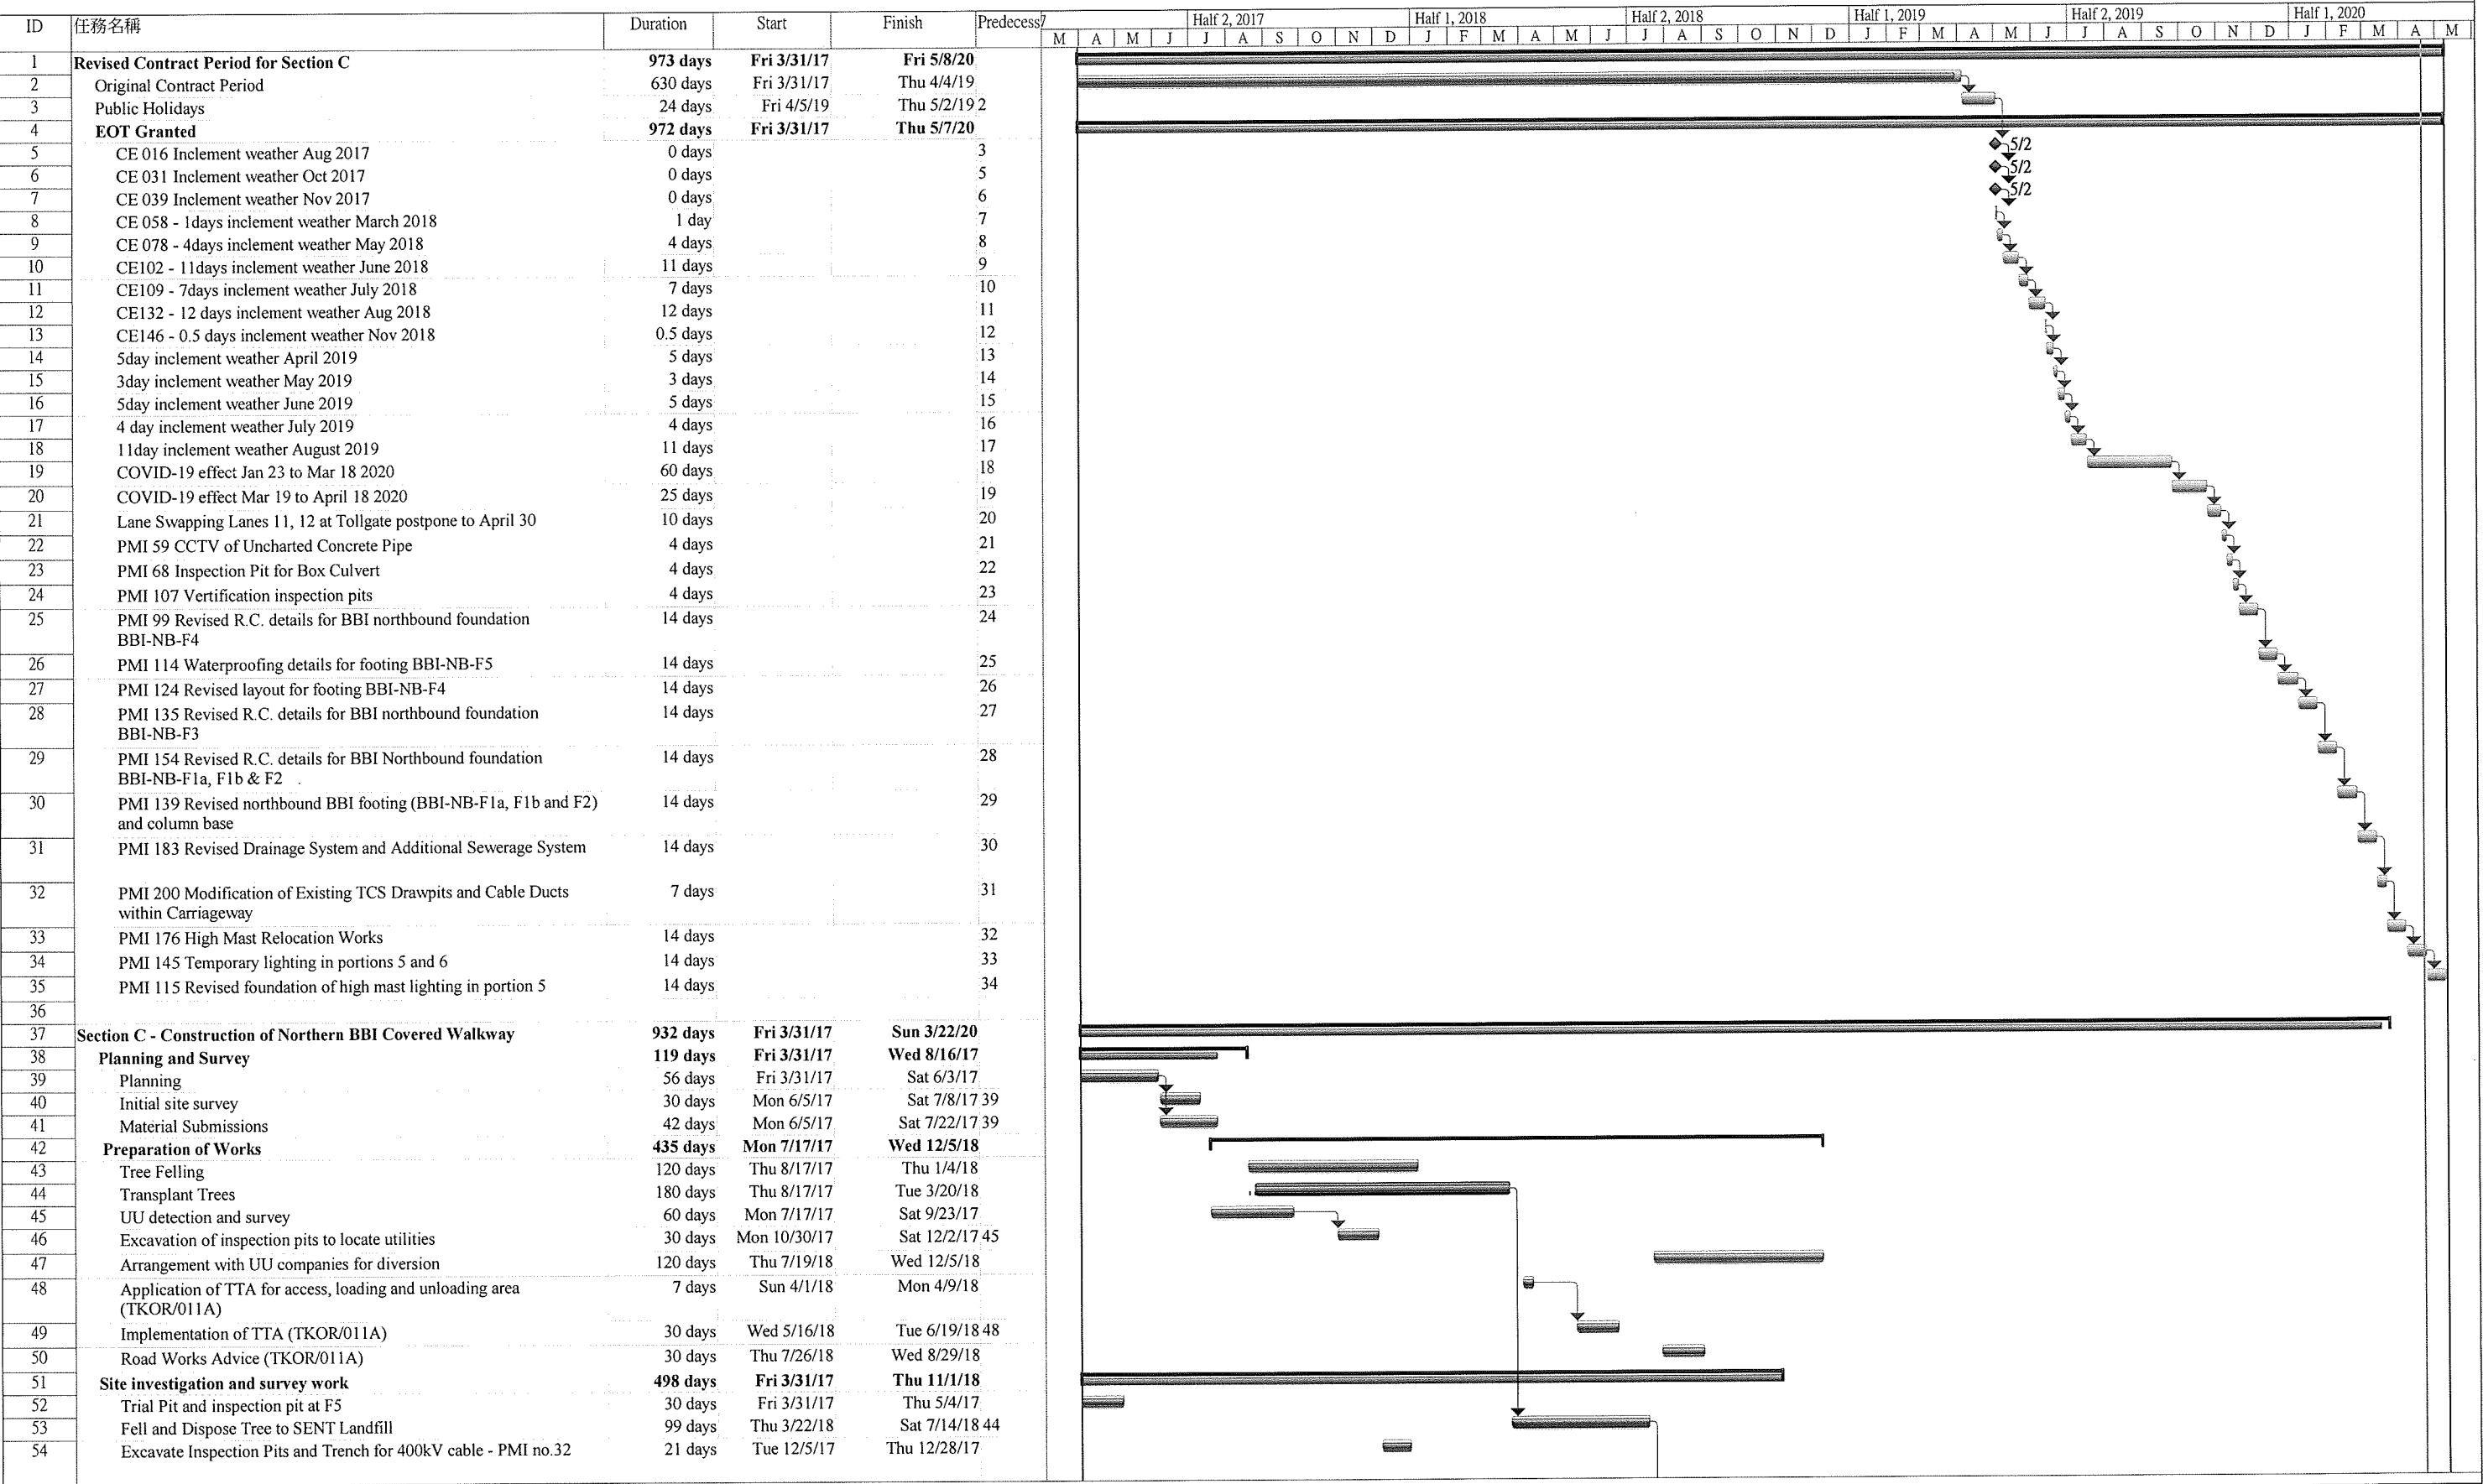 ID 任務名稱 Duration Start Finish Predecess
Half 2, 2017 Half 1, 2018 Half 2, 2018 Half 1, 2019 Half 2, 2019 Half 1, 2020
M A M J J A S O N D J F M A M J J A S O N D J F M A M J J A S O N D J F M A M
1 Revised Contract Period for Section C 973 days Fri 3/31/17 Fri 5/8/20
2 Original Contract Period 630 days Fri 3/31/17 Thu 4/4/19
3 Public Holidays 24 days Fri 4/5/19 Thu 5/2/19 2
4 EOT Granted 972 days Fri 3/31/17 Thu 5/7/20
5 CE 016 Inclement weather Aug 2017 0 days 3 5/2
6 CE 031 Inclement weather Oct 2017 0 days 5 5/2
7 CE 039 Inclement weather Nov 2017 0 days 6 5/2
8 CE 058 - 1days inclement weather March 2018 1 day 7
9 CE 078 - 4days inclement weather May 2018 4 days 8
10 CE102 - 11days inclement weather June 2018 11 days 9
11 CE109 - 7days inclement weather July 2018 7 days 10
12 CE132 - 12 days inclement weather Aug 2018 12 days 11
13 CE146 - 0.5 days inclement weather Nov 2018 0.5 days 12
14 5day inclement weather April 2019 5 days 13
15 3day inclement weather May 2019 3 days 14
16 5day inclement weather June 2019 5 days 15
17 4 day inclement weather July 2019 4 days 16
18 11day inclement weather August 2019 11 days 17
19 COVID-19 effect Jan 23 to Mar 18 2020 60 days 18
20 COVID-19 effect Mar 19 to April 18 2020 25 days 19
21 Lane Swapping Lanes 11, 12 at Tollgate postpone to April 30 10 days 20
22 PMI 59 CCTV of Uncharted Concrete Pipe 4 days 21
23 PMI 68 Inspection Pit for Box Culvert 4 days 22
24 PMI 107 Vertification inspection pits 4 days 23
25 PMI 99 Revised R.C. details for BBI northbound foundation 14 days 24
BBI-NB-F4
26 PMI 114 Waterproofing details for footing BBI-NB-F5 14 days 25
27 PMI 124 Revised layout for footing BBI-NB-F4 14 days 26
28 PMI 135 Revised R.C. details for BBI northbound foundation 14 days 27
BBI-NB-F3
29 PMI 154 Revised R.C. details for BBI Northbound foundation 14 days 28
BBI-NB-F1a, F1b & F2
30 PMI 139 Revised northbound BBI footing (BBI-NB-F1a, F1b and F2) 14 days 29
and column base
31 PMI 183 Revised Drainage System and Additional Sewerage System 14 days 30
32 PMI 200 Modification of Existing TCS Drawpits and Cable Ducts 7 days 31
within Carriageway
33 PMI 176 High Mast Relocation Works 14 days 32
34 PMI 145 Temporary lighting in portions 5 and 6 14 days 33
35 PMI 115 Revised foundation of high mast lighting in portion 5 14 days 34
36
37 Section C - Construction of Northern BBI Covered Walkway 932 days Fri 3/31/17 Sun 3/22/20
38 Planning and Survey 119 days Fri 3/31/17 Wed 8/16/17
39 Planning 56 days Fri 3/31/17 Sat 6/3/17
40 Initial site survey 30 days Mon 6/5/17 Sat 7/8/17 39
41 Material Submissions 42 days Mon 6/5/17 Sat 7/22/17 39
42 Preparation of Works 435 days Mon 7/17/17 Wed 12/5/18
43 Tree Felling 120 days Thu 8/17/17 Thu 1/4/18
44 Transplant Trees 180 days Thu 8/17/17 Tue 3/20/18
45 UU detection and survey 60 days Mon 7/17/17 Sat 9/23/17
46 Excavation of inspection pits to locate utilities 30 days Mon 10/30/17 Sat 12/2/17 45
47 Arrangement with UU companies for diversion 120 days Thu 7/19/18 Wed 12/5/18
48 Application of TTA for access, loading and unloading area 7 days Sun 4/1/18 Mon 4/9/18
(TKOR/011A)
49 Implementation of TTA (TKOR/011A) 30 days Wed 5/16/18 Tue 6/19/18 48
50 Road Works Advice (TKOR/011A) 30 days Thu 7/26/18 Wed 8/29/18
51 Site investigation and survey work 498 days Fri 3/31/17 Thu 11/1/18
52 Trial Pit and inspection pit at F5 30 days Fri 3/31/17 Thu 5/4/17
53 Fell and Dispose Tree to SENT Landfill 99 days Thu 3/22/18 Sat 7/14/18 44
54 Excavate Inspection Pits and Trench for 400kV cable - PMI no.32 21 days Tue 12/5/17 Thu 12/28/17